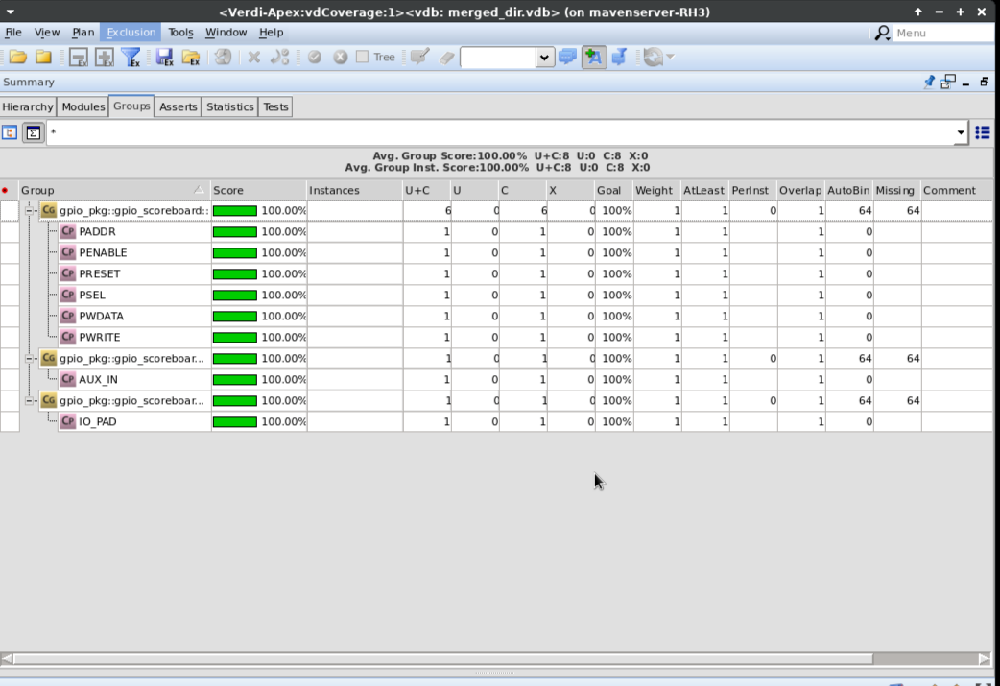 <Verdi-Apex:vdCoverage:1><vdb: merged_dir.vdb> (on mavenserver-RH3)
File View Plan Exclusion Tools Window Help Menu
Tree
Summary
Hierarchy Modules Groups Asserts Statistics Tests
*
Avg. Group Score:100.00% U+C:8 U:0 C:8 X:0
Avg. Group Inst. Score:100.00% U+C:8 U:0 C:8 X:0
Group Score Instances U+C U C X Goal Weight AtLeast PerInst Overlap AutoBin Missing Comment
CG gpio_pkg::gpio_scoreboard:: 100.00% 6 0 6 0 100% 1 1 0 1 64 64
CP PADDR 100.00% 1 0 1 0 100% 1 1 1 0
CP PENABLE 100.00% 1 0 1 0 100% 1 1 1 0
CP PRESET 100.00% 1 0 1 0 100% 1 1 1 0
CP PSEL 100.00% 1 0 1 0 100% 1 1 1 0
CP PWDATA 100.00% 1 0 1 0 100% 1 1 1 0
CP PWRITE 100.00% 1 0 1 0 100% 1 1 1 0
CG gpio_pkg::gpio_scoreboar... 100.00% 1 0 1 0 100% 1 1 0 1 64 64
CP AUX_IN 100.00% 1 0 1 0 100% 1 1 1 0
CG gpio_pkg::gpio_scoreboar... 100.00% 1 0 1 0 100% 1 1 0 1 64 64
CP IO_PAD 100.00% 1 0 1 0 100% 1 1 1 0